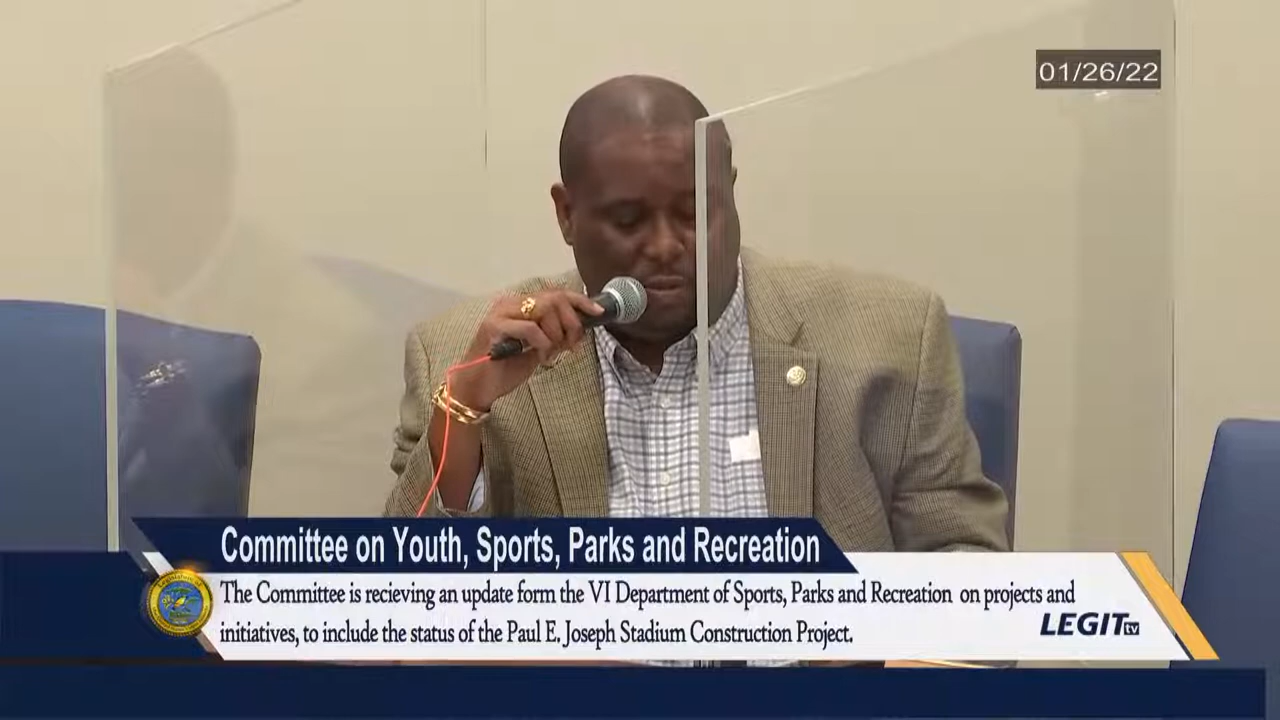 01/26/22
Committee on Youth, Sports, Parks and Recreation
The Committee is recieving an update form the VI Department of Sports, Parks and Recreation on projects and
initiatives, to include the status of the Paul E. Joseph Stadium Construction Project.
LEGIT tv